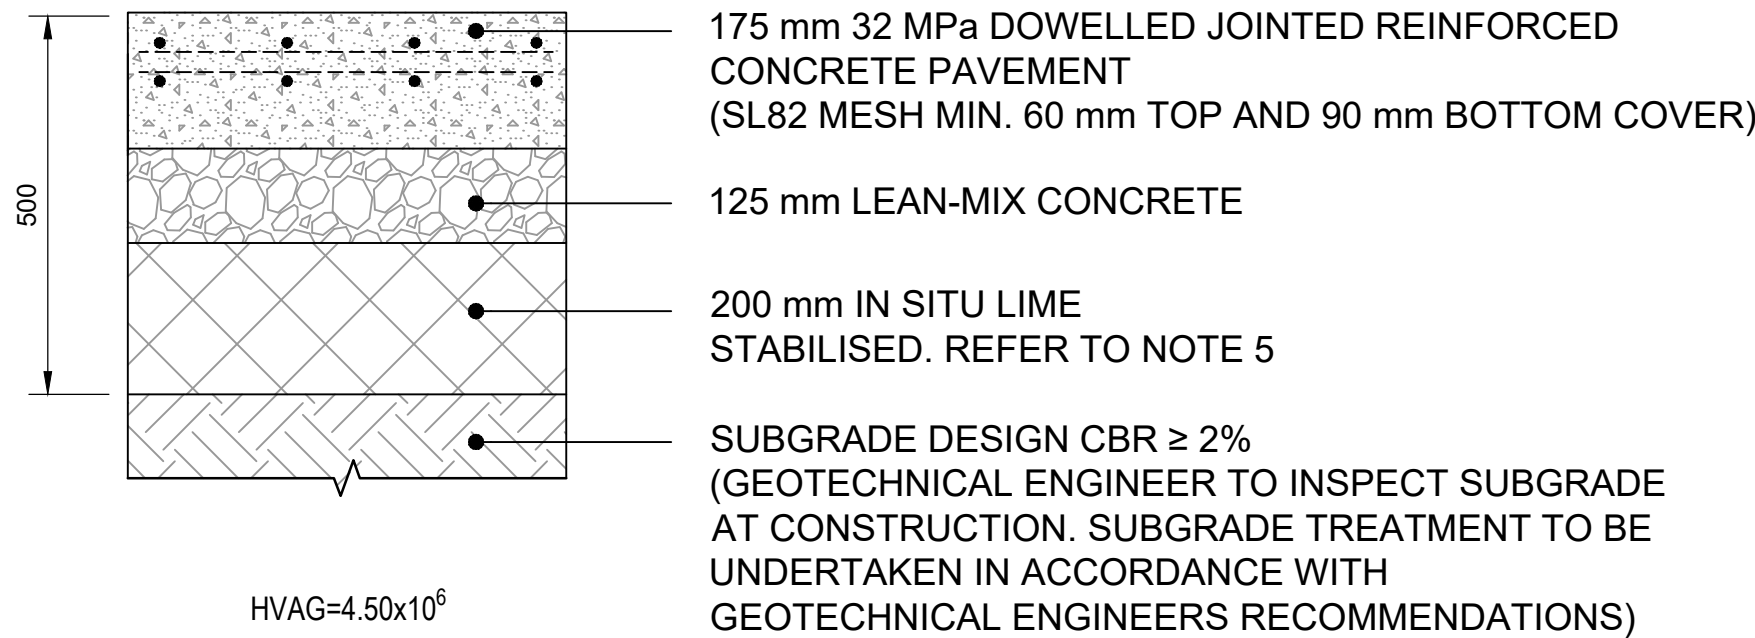 175 mm 32 MPa DOWELLED JOINTED REINFORCED
CONCRETE PAVEMENT
(SL82 MESH MIN. 60 mm TOP AND 90 mm BOTTOM COVER)
500
125 mm LEAN-MIX CONCRETE
200 mm IN SITU LIME
STABILISED. REFER TO NOTE 5
SUBGRADE DESIGN CBR ≥ 2%
(GEOTECHNICAL ENGINEER TO INSPECT SUBGRADE
AT CONSTRUCTION. SUBGRADE TREATMENT TO BE
UNDERTAKEN IN ACCORDANCE WITH
GEOTECHNICAL ENGINEERS RECOMMENDATIONS)
HVAG=4.50x10⁶